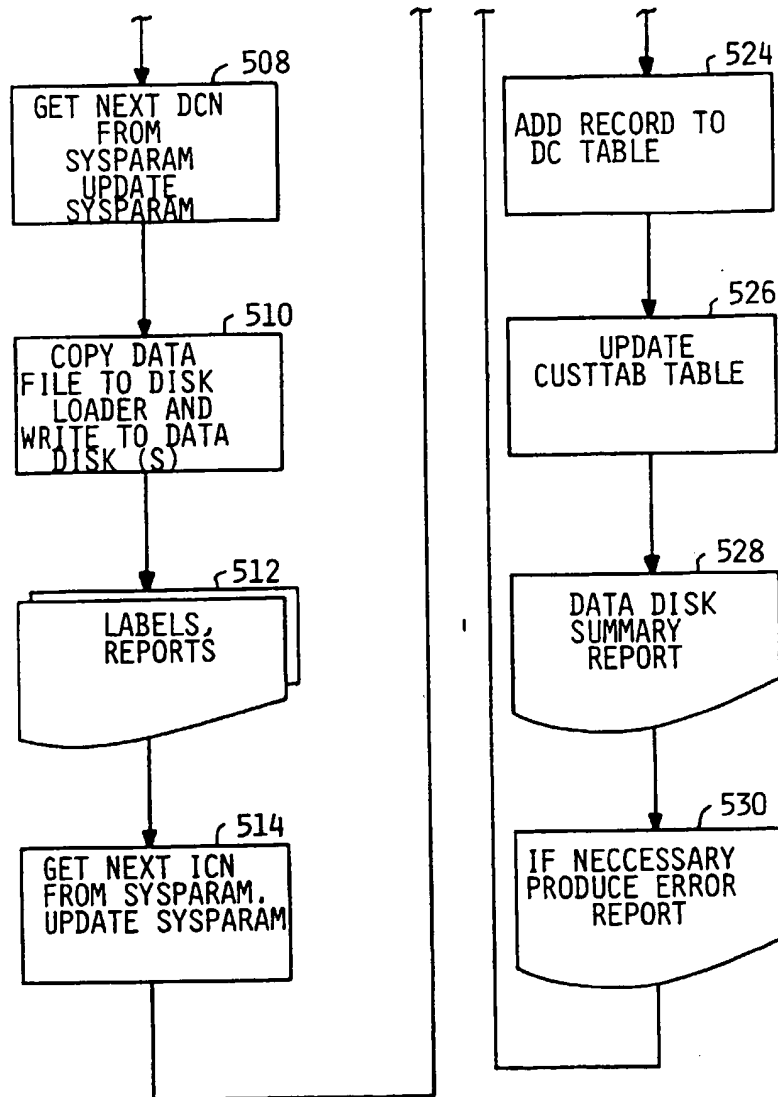 508
GET NEXT DCN
FROM
SYSPARAM
UPDATE
SYSPARAM
510
COPY DATA
FILE TO DISK
LOADER AND
WRITE TO DATA
DISK (S)
512
LABELS,
REPORTS
514
GET NEXT ICN
FROM SYSPARAM.
UPDATE SYSPARAM
524
ADD RECORD TO
DC TABLE
526
UPDATE
CUSTTAB TABLE
528
DATA DISK
SUMMARY
REPORT
530
IF NECCESSARY
PRODUCE ERROR
REPORT